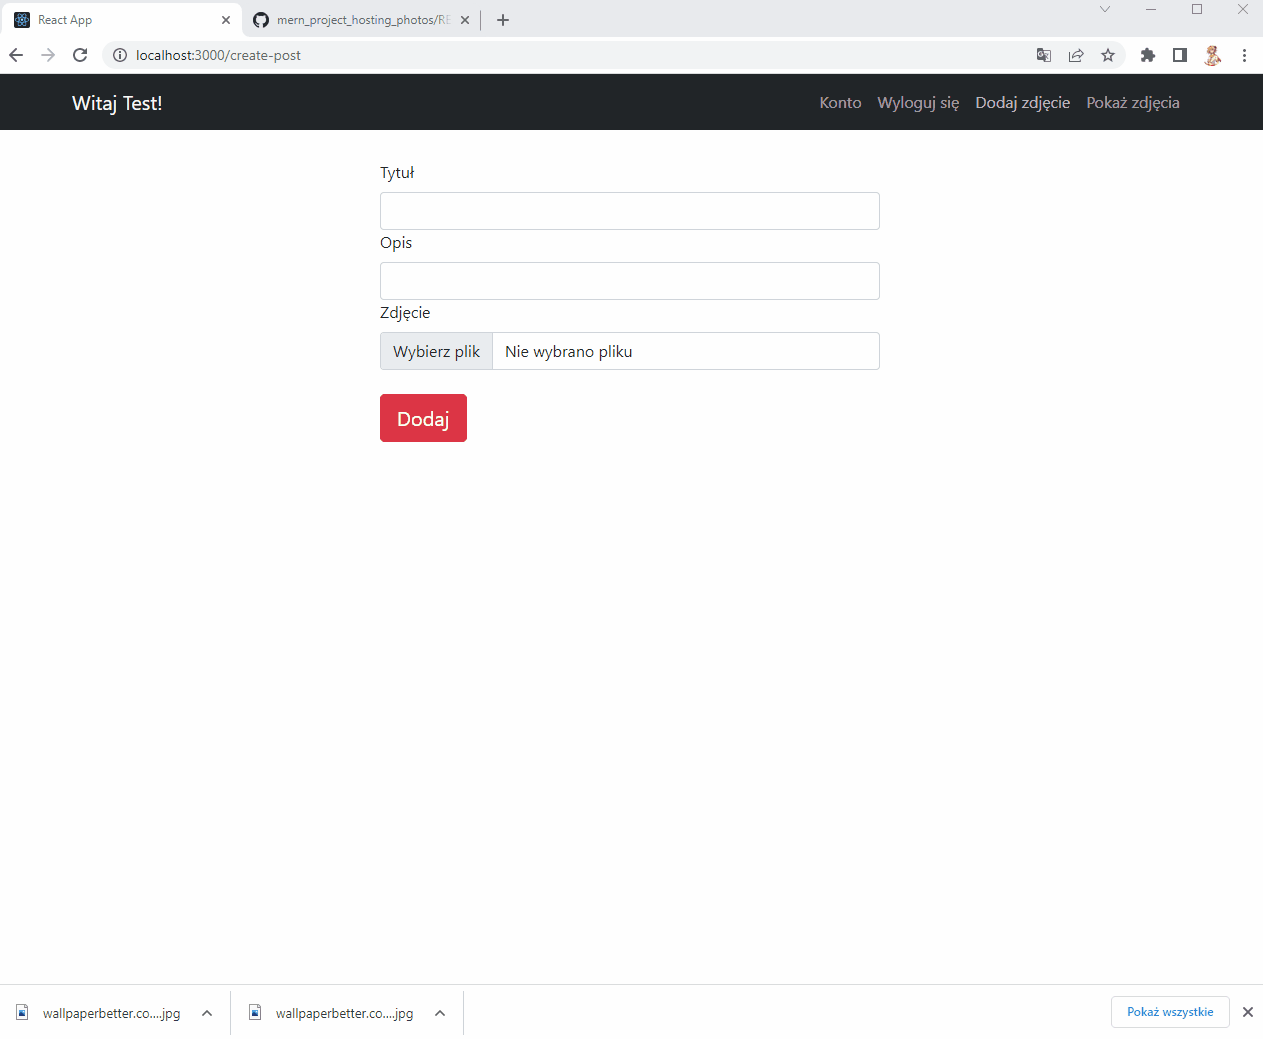 React App
mern_project_hosting_photos/RE
localhost:3000/create-post
Witaj Test!
Konto Wyloguj się Dodaj zdjęcie Pokaż zdjęcia
Tytuł
Opis
Zdjęcie
Wybierz plik Nie wybrano pliku
Dodaj
wallpaperbetter.co....jpg wallpaperbetter.co....jpg Pokaż wszystkie